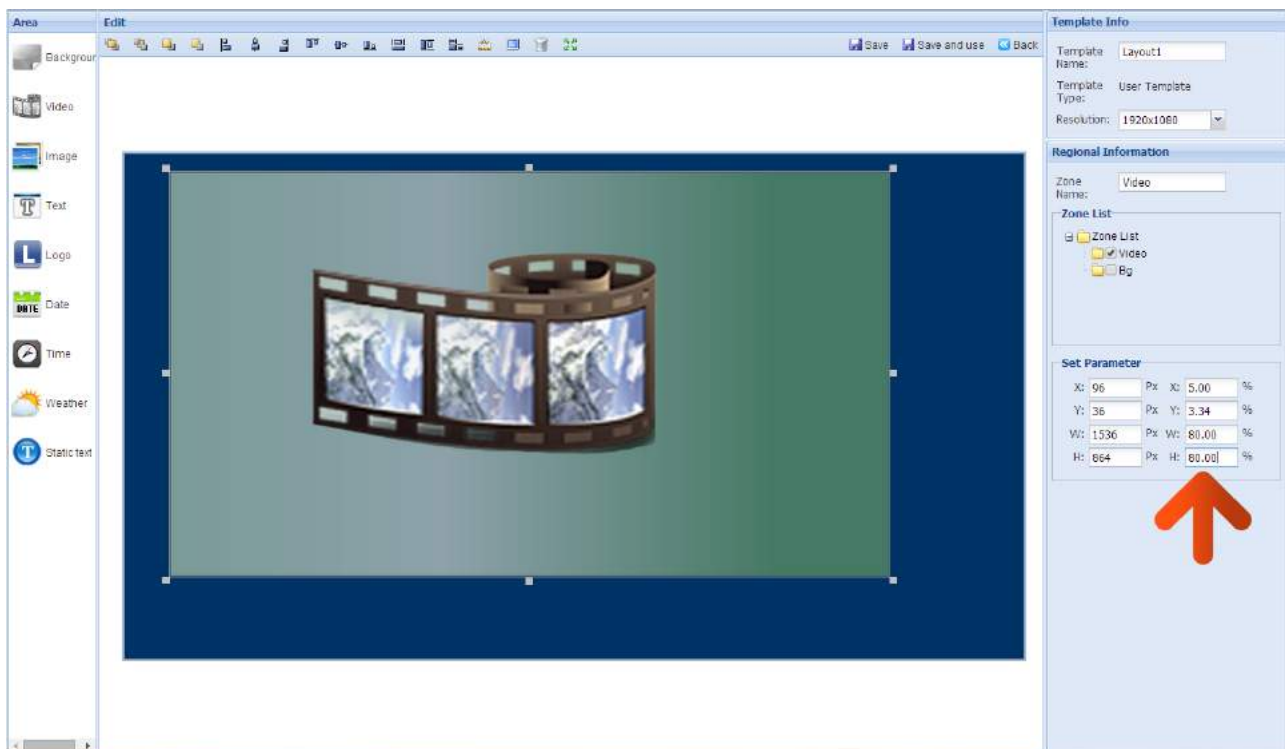 Area
Edit
Template Info
Save Save and use Back
Backgroun
Template Name: Layout1
Template Type: User Template
Resolution: 1920x1080
Video
Image
Text
Logo
DATE Date
Time
Weather
Static text
Regional Information
Zone Name: Video
Zone List
Zone List
Video
Bg
Set Parameter
X: 96 Px X: 5.00 %
Y: 36 Px Y: 3.34 %
W: 1536 Px W: 80.00 %
H: 864 Px H: 80.00 %